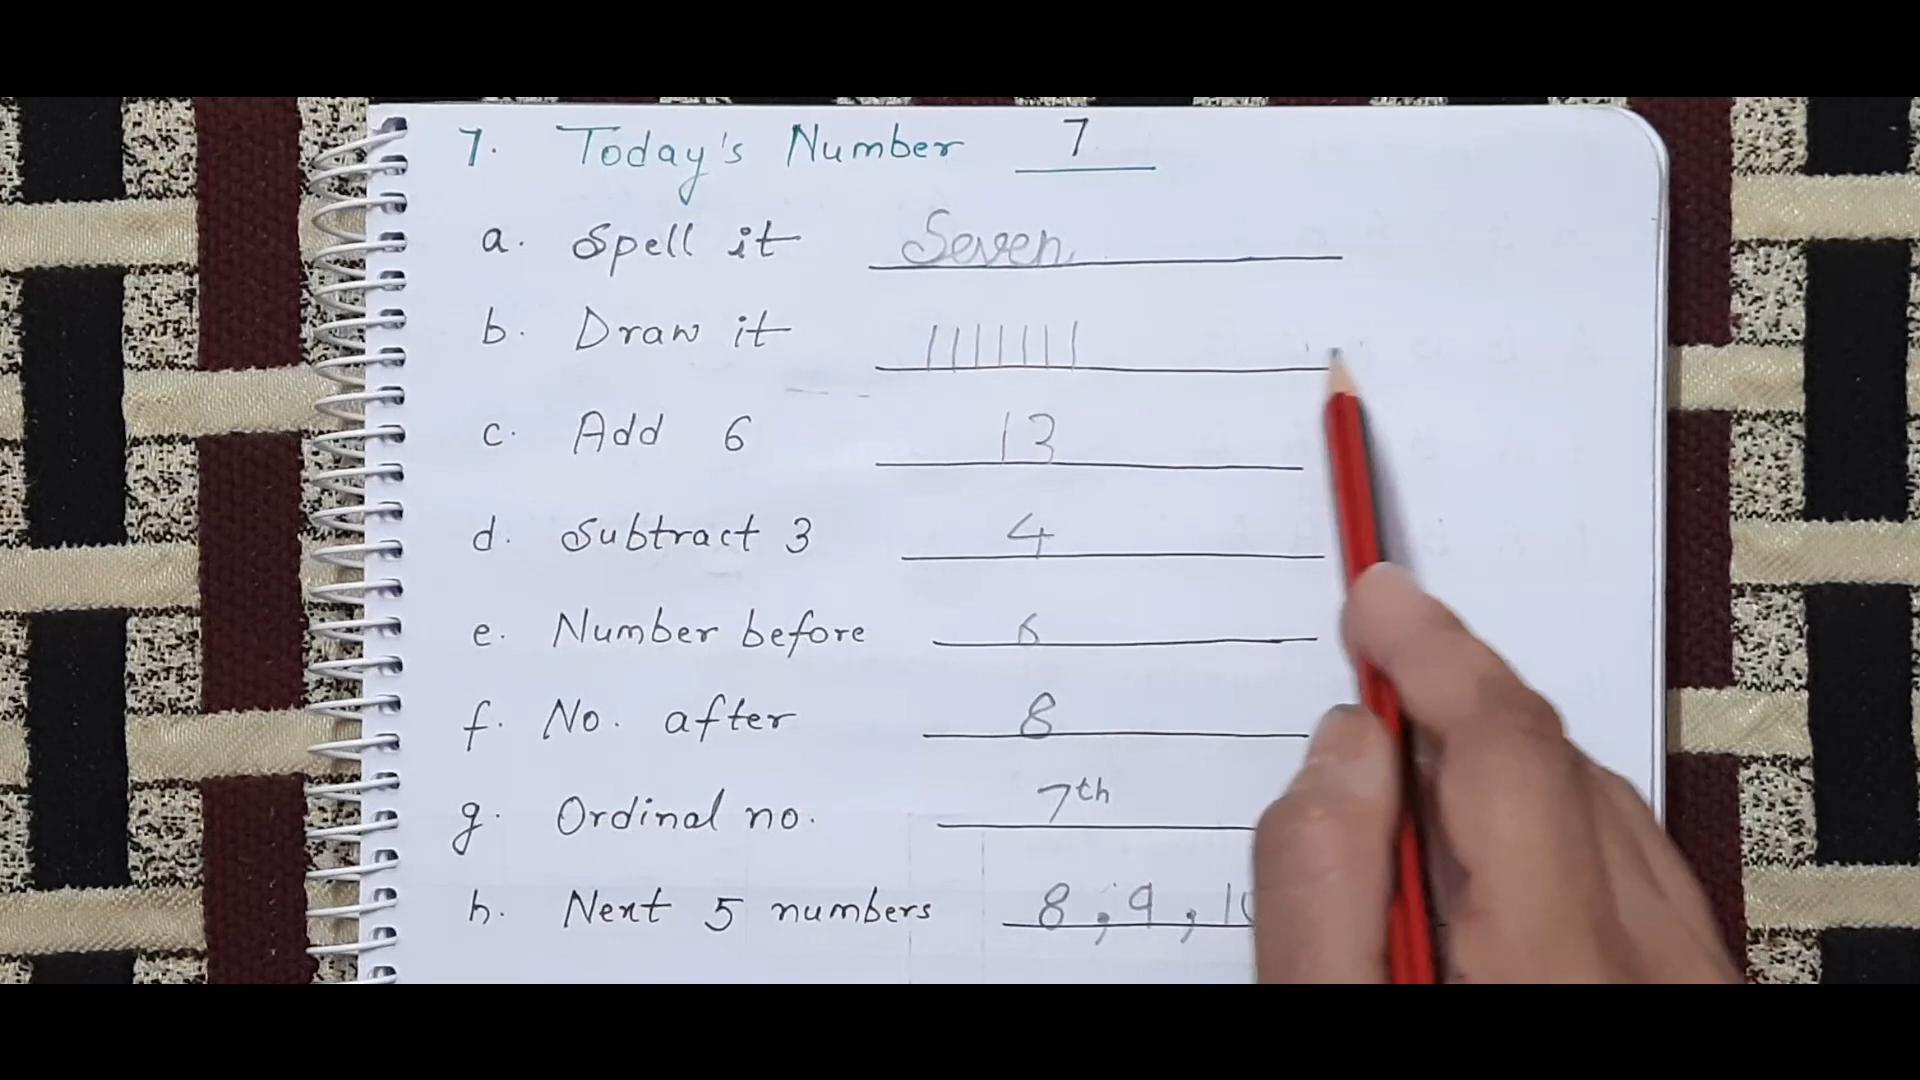 7. Today's Number 7
a. Spell it Seven
b. Draw it |||||||
c. Add 6 13
d. Subtract 3 4
e. Number before 6
f. No. after 8
g. Ordinal no. 7th
h. Next 5 numbers 8, 9, 10